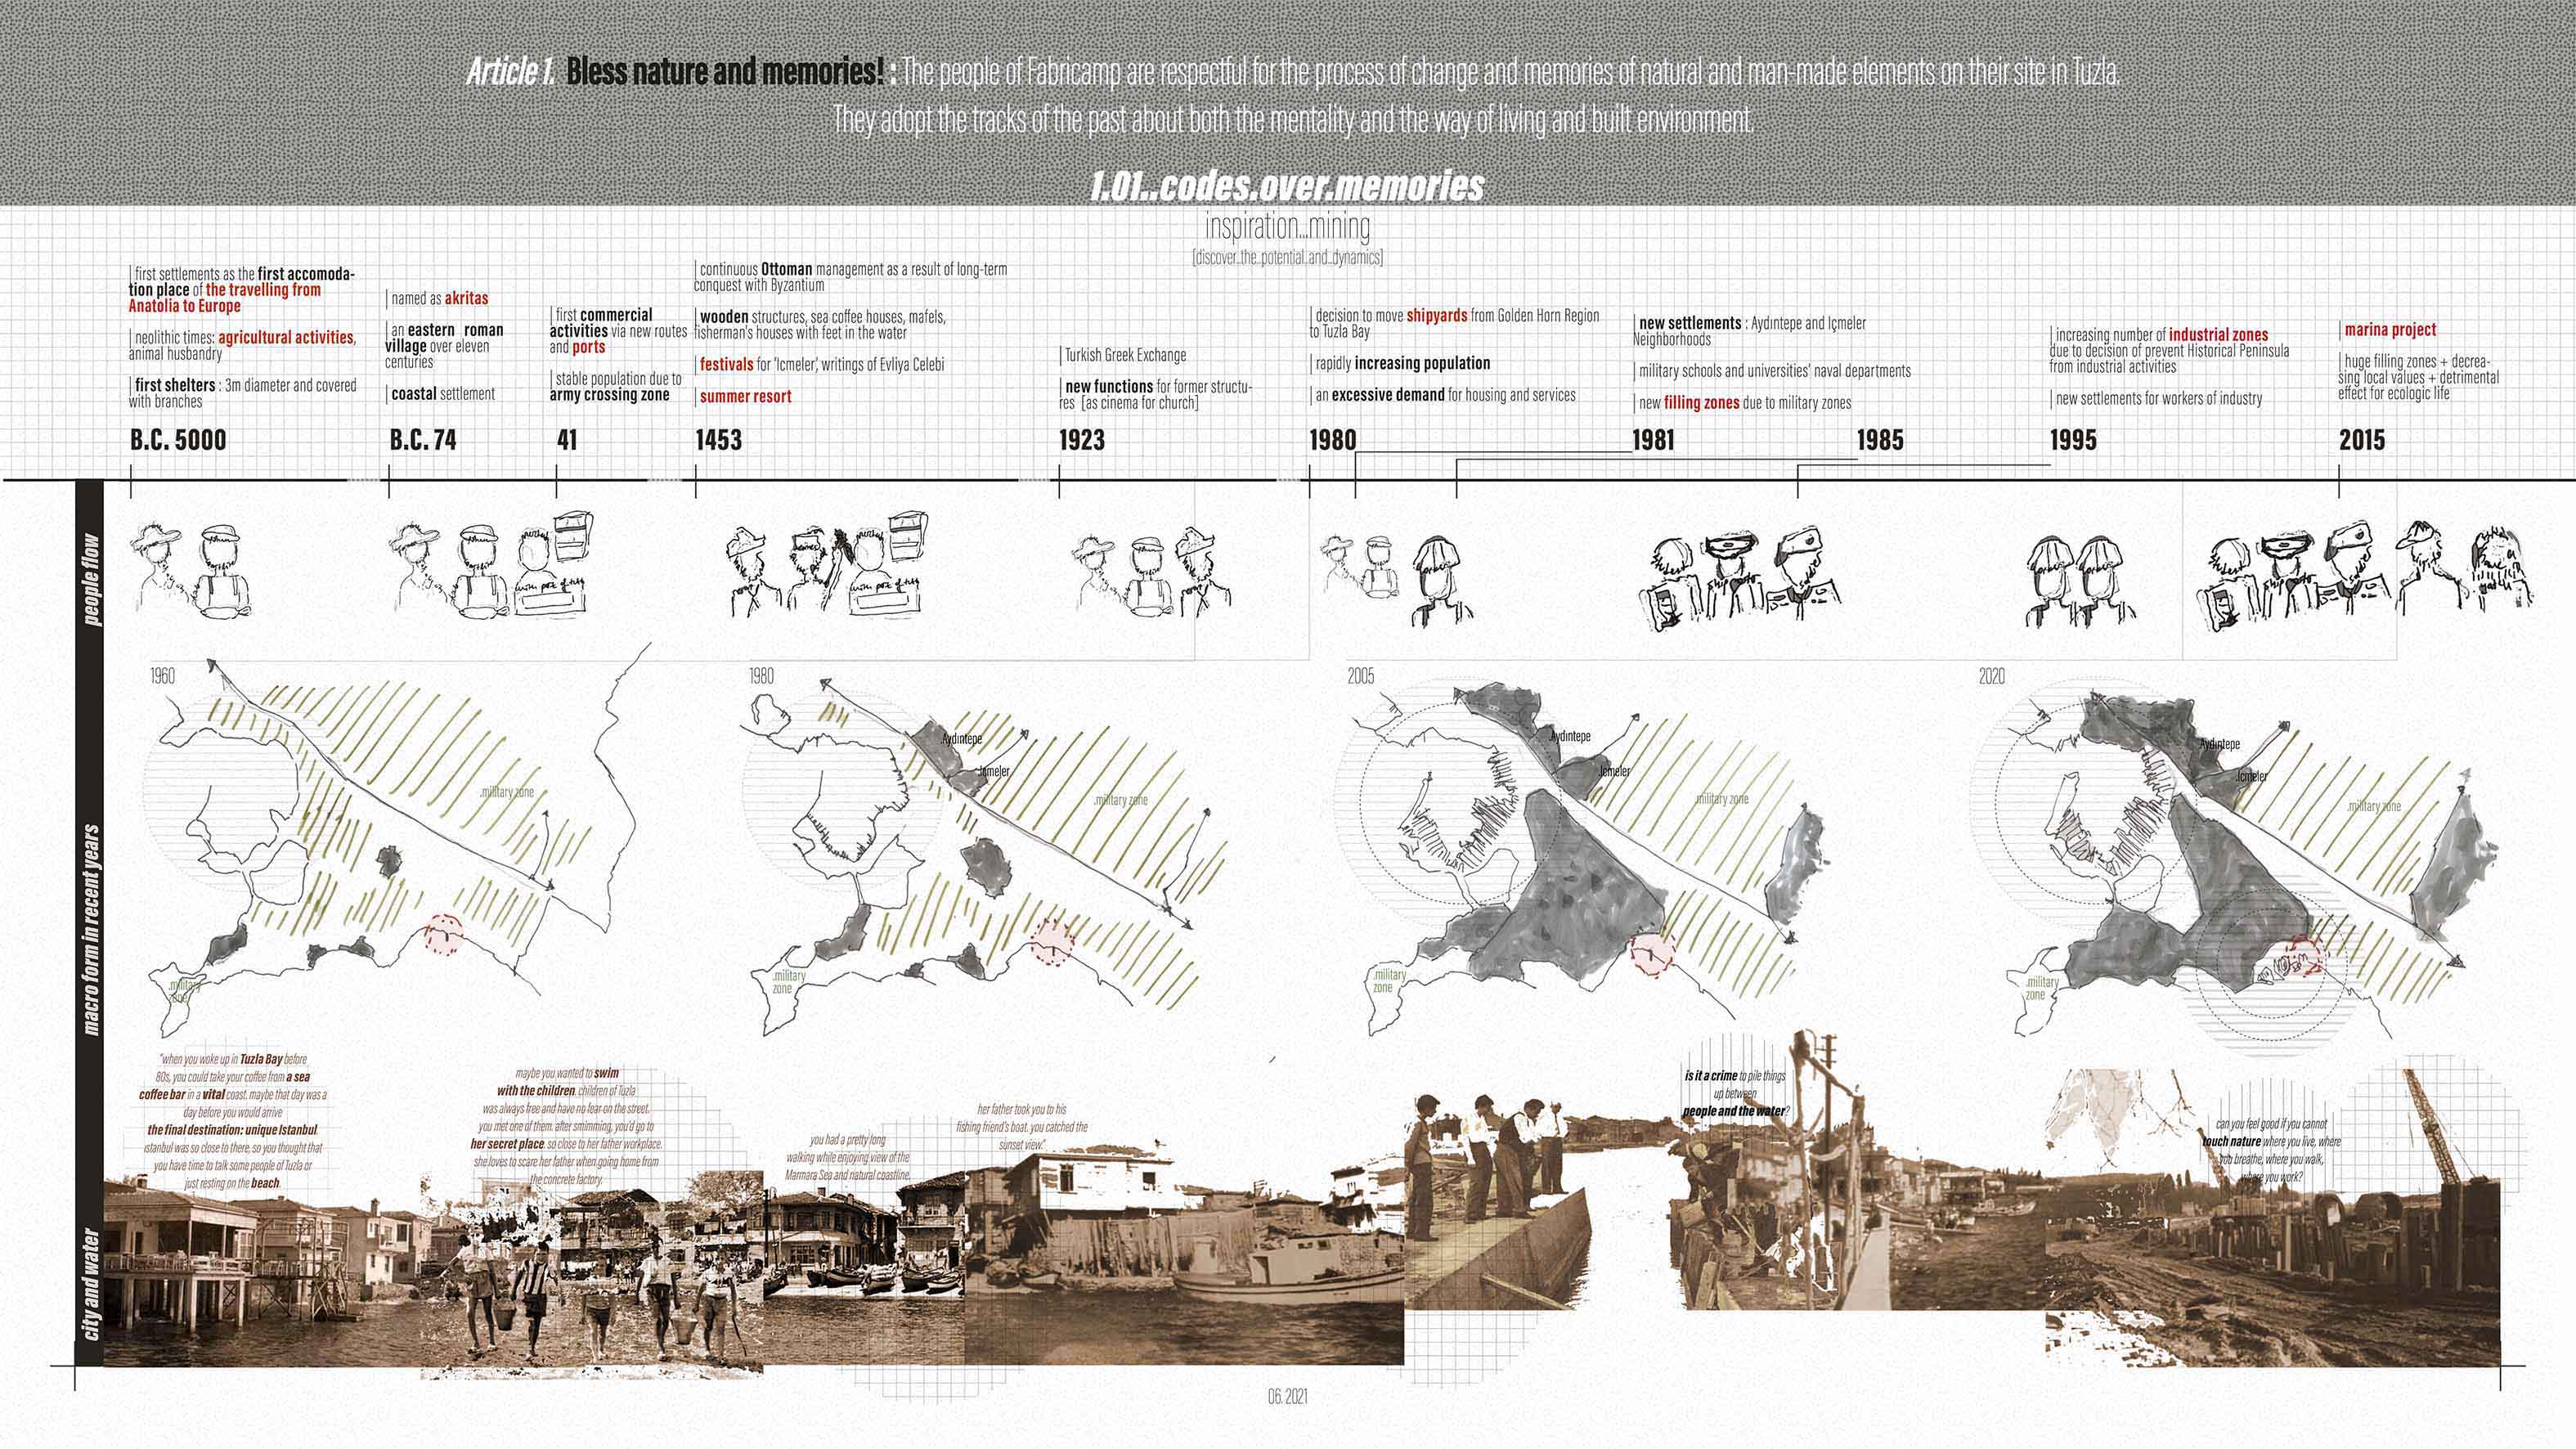 Article 1. Bless nature and memories! : The people of Fabricamp are respectful for the process of change and memories of natural and man-made elements on their site in Tuzla.
They adopt the tracks of the past about both the mentality and the way of living and built environment.
1.01..codes.over.memories
inspiration...mining
[discover..the..potential..and..dynamics]
first settlements as the first accomoda-
tion place of the travelling from
Anatolia to Europe
neolithic times: agricultural activities,
animal husbandry
first shelters : 3m diameter and covered
with branches
B.C. 5000
named as akritas
an eastern roman
village over eleven
centuries
coastal settlement
B.C. 74
first commercial
activities via new routes
and ports
stable population due to
army crossing zone
41
continuous Ottoman management as a result of long-term
conquest with Byzantium
wooden structures, sea coffee houses, mafels,
fisherman's houses with feet in the water
festivals for 'Icmeler', writings of Evliya Celebi
summer resort
1453
Turkish Greek Exchange
new functions for former structu-
res [as cinema for church]
1923
decision to move shipyards from Golden Horn Region
to Tuzla Bay
rapidly increasing population
an excessive demand for housing and services
1980
new settlements : Aydıntepe and Içmeler
Neighborhoods
military schools and universities' naval departments
new filling zones due to military zones
1981
1985
increasing number of industrial zones
due to decision of prevent Historical Peninsula
from industrial activities
new settlements for workers of industry
1995
marina project
huge filling zones + decrea-
sing local values + detrimental
effect for ecologic life
2015
people flow
macro form in recent years
1960
.military zone
.military
zone
1980
.Aydıntepe
.Icmeler
.military zone
.military
zone
2005
.Aydıntepe
.Icmeler
.military zone
.military
zone
2020
.Aydıntepe
.Icmeler
.military zone
.military
zone
city and water
"when you woke up in Tuzla Bay before
80s, you could take your coffee from a sea
coffee bar in a vital coast. maybe that day was a
day before you would arrive
the final destination: unique Istanbul.
istanbul was so close to there, so you thought that
you have time to talk some people of Tuzla or
just resting on the beach.
maybe you wanted to swim
with the children. children of Tuzla
was always free and have no fear on the street.
you met one of them. after smimming, you'd go to
her secret place. so close to her father workplace.
she loves to scare her father when going home from
the concrete factory.
you had a pretty long
walking while enjoying view of the
Marmara Sea and natural coastline.
her father took you to his
fishing friend's boat. you catched the
sunset view."
is it a crime to pile things
up between
people and the water?
can you feel good if you cannot
touch nature where you live, where
you breathe, where you walk,
where you work?
06. 2021